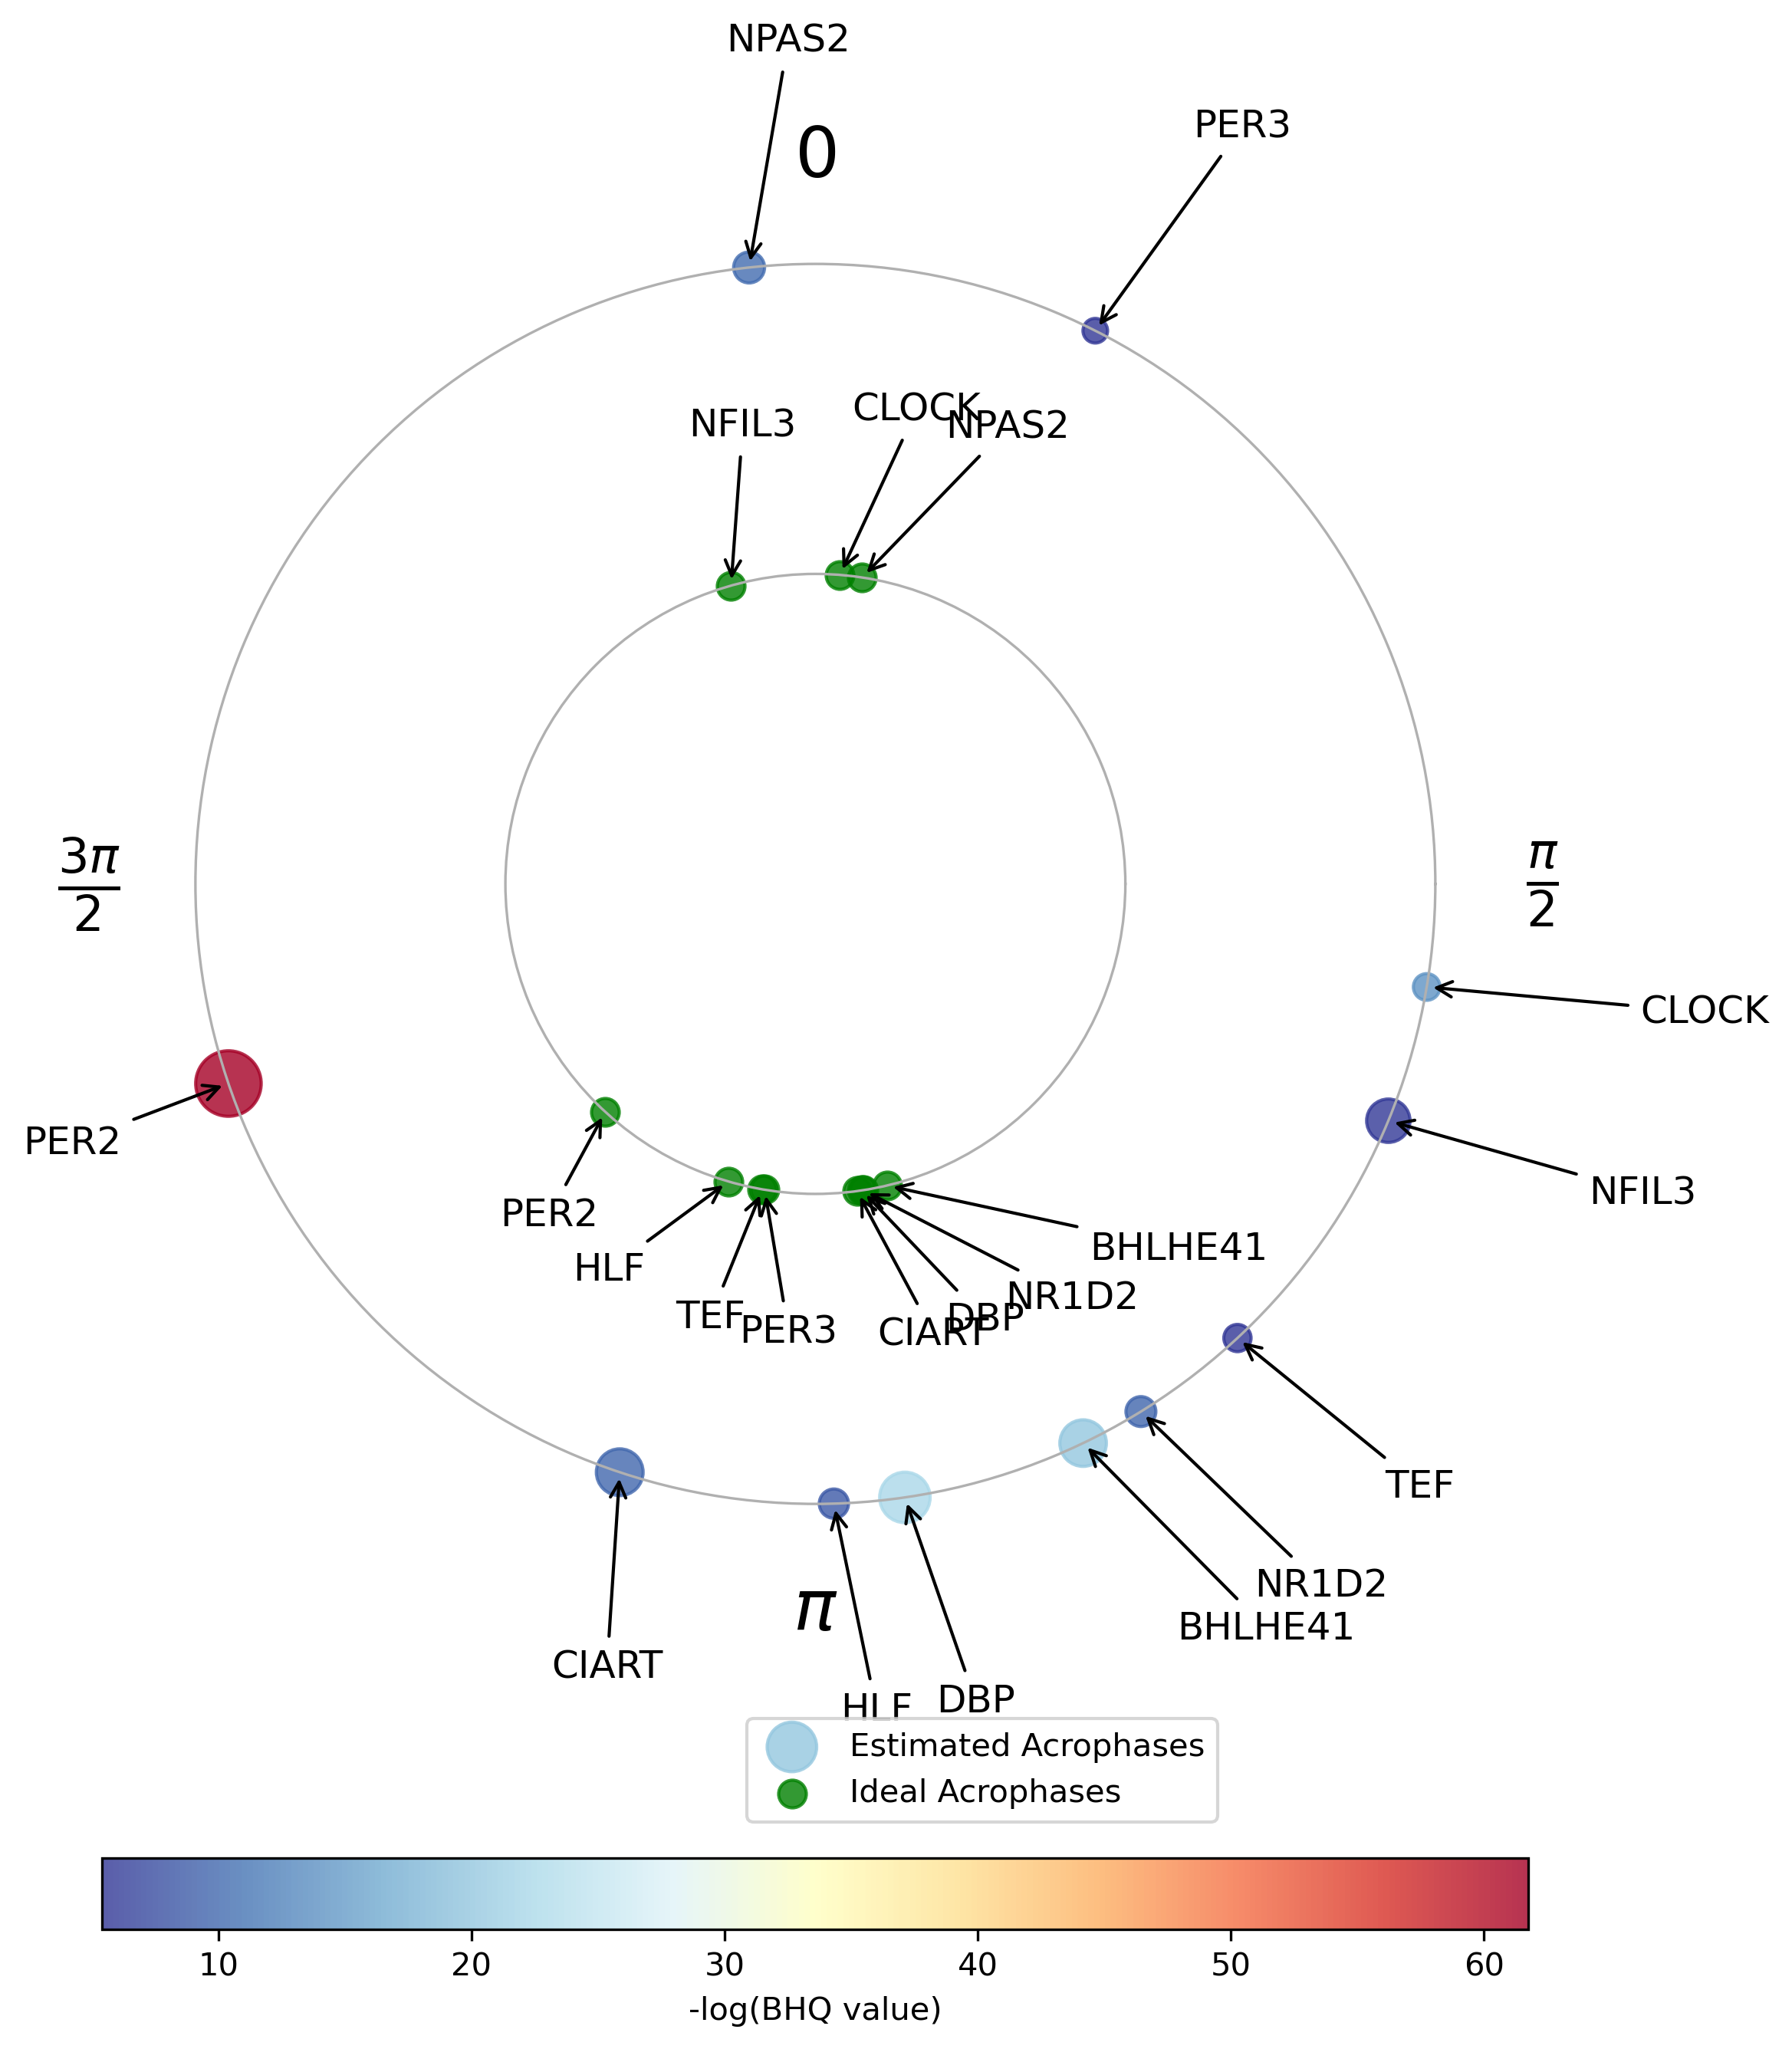 NPAS2
0
PER3
CLOCK
NFIL3
NPAS2
3π
2
π
2
CLOCK
PER2
NFIL3
PER2
BHLHE41
HLF
NR1D2
TEF
DBP
PER3
CIART
TEF
NR1D2
π
BHLHE41
CIART
DBP
HLF
Estimated Acrophases
Ideal Acrophases
10 20 30 40 50 60
-log(BHQ value)